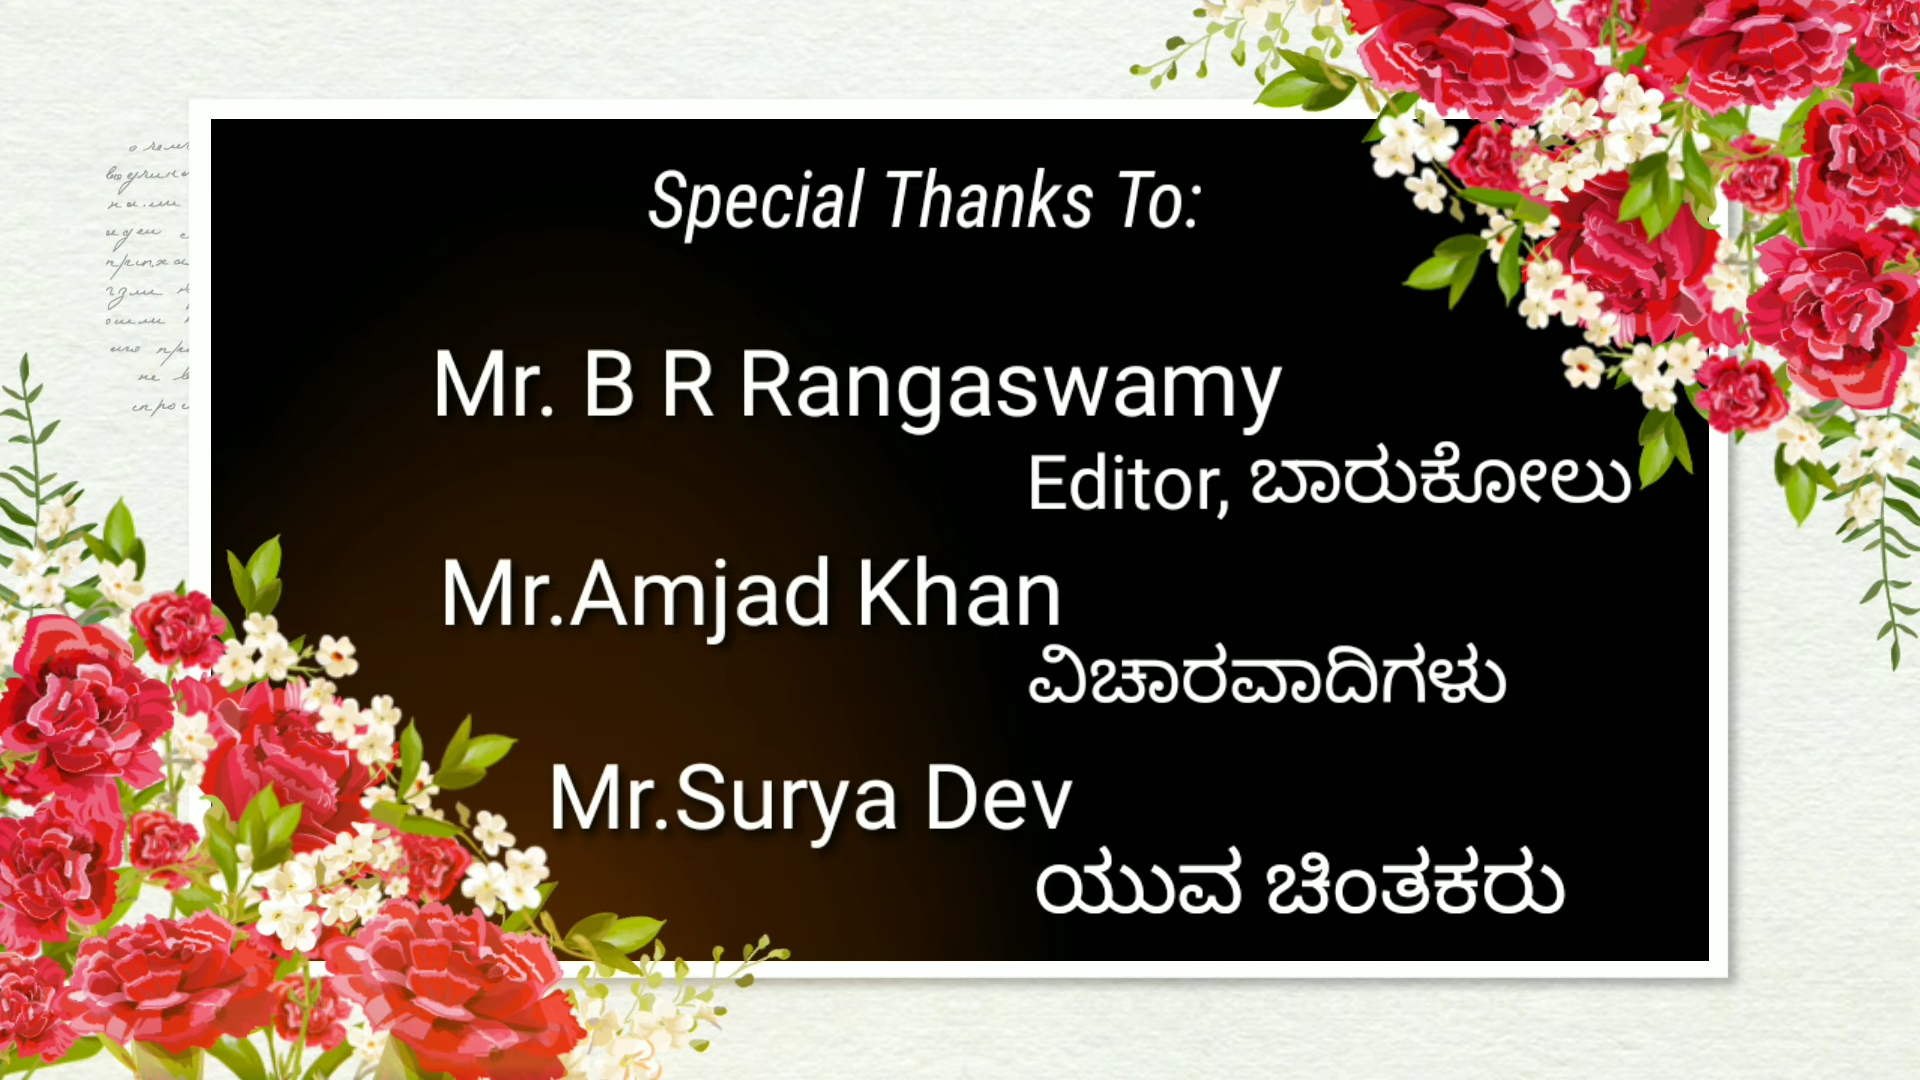 Special Thanks To:
Mr. B R Rangaswamy
Editor, ಬಾರುಕೋಲು
Mr.Amjad Khan
ವಿಚಾರವಾದಿಗಳು
Mr.Surya Dev
ಯುವ ಚಿಂತಕರು